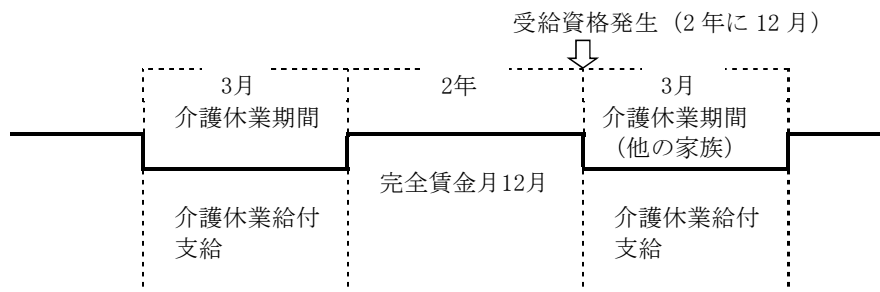 受給資格発生（2 年に 12 月）
3月
2年
3月
介護休業期間
介護休業期間
（他の家族）
完全賃金月12月
介護休業給付
支給
介護休業給付
支給